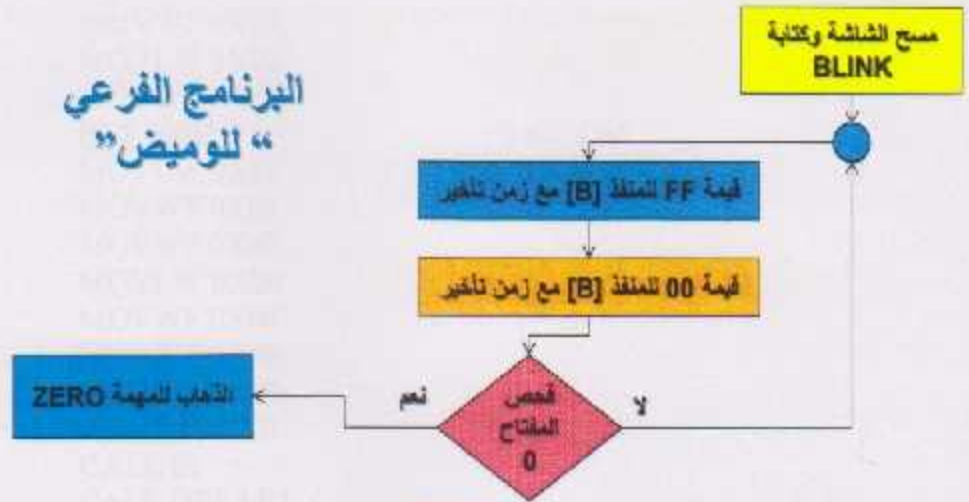 مسح الشاشة وكتابة
BLINK
البرنامج الفرعي
“ للوميض”
قيمة FF للمنفذ [B] مع زمن تأخير
قيمة 00 للمنفذ [B] مع زمن تأخير
فحص
المفتاح
0
لا
نعم
الذهاب للمهمة ZERO